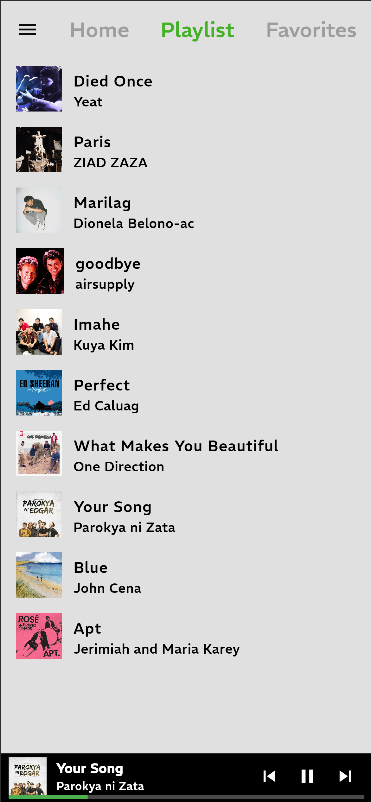 Home Playlist Favorites
Died Once
Yeat
Paris
ZIAD ZAZA
Marilag
Dionela Belono-ac
goodbye
airsupply
Imahe
Kuya Kim
ED SHEERAN
Perfect
Ed Caluag
ONE DIRECTION
What Makes You Beautiful
One Direction
PAROKYA
NI EDGAR
Your Song
Parokya ni Zata
Blue
John Cena
ROSÉ
APT.
Apt
Jerimiah and Maria Karey
PAROKYA
NI EDGAR
Your Song
Parokya ni Zata